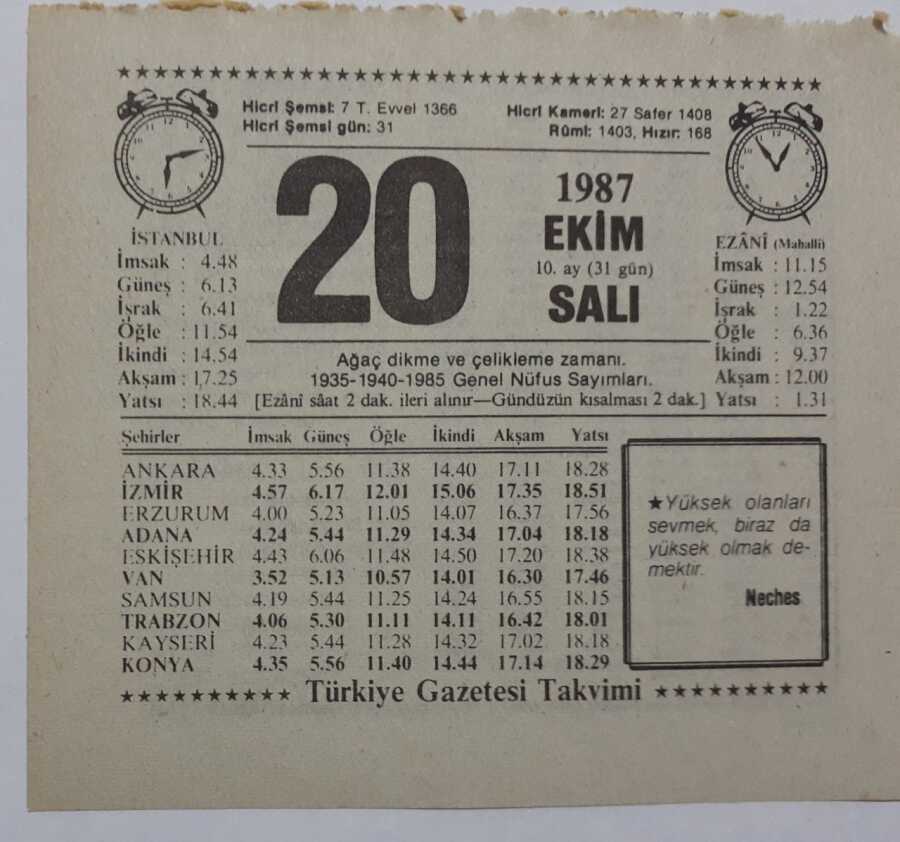 Hicrî Şemsî: 7 T. Evvel 1366
Hicrî Şemsî gün: 31
Hicrî Kamerî: 27 Safer 1408
Rûmî: 1403, Hızır: 168
20
1987
EKİM
10. ay (31 gün)
SALI
İSTANBUL
İmsak : 4.48
Güneş : 6.13
İşrak : 6.41
Öğle : 11.54
İkindi : 14.54
Akşam : 17.25
Yatsı : 18.44
EZÂNÎ (Mahallî)
İmsak : 11.15
Güneş : 12.54
İşrak : 1.22
Öğle : 6.36
İkindi : 9.37
Akşam : 12.00
Yatsı : 1.31
Ağaç dikme ve çelikleme zamanı.
1935-1940-1985 Genel Nüfus Sayımları.
[Ezânî sâat 2 dak. ileri alınır—Gündüzün kısalması 2 dak.]
Şehirler İmsak Güneş Öğle İkindi Akşam Yatsı
ANKARA 4.33 5.56 11.38 14.40 17.11 18.28
İZMİR 4.57 6.17 12.01 15.06 17.35 18.51
ERZURUM 4.00 5.23 11.05 14.07 16.37 17.56
ADANA 4.24 5.44 11.29 14.34 17.04 18.18
ESKİŞEHİR 4.43 6.06 11.48 14.50 17.20 18.38
VAN 3.52 5.13 10.57 14.01 16.30 17.46
SAMSUN 4.19 5.44 11.25 14.24 16.55 18.15
TRABZON 4.06 5.30 11.11 14.11 16.42 18.01
KAYSERİ 4.23 5.44 11.28 14.32 17.02 18.18
KONYA 4.35 5.56 11.40 14.44 17.14 18.29
★Yüksek olanları
sevmek, biraz da
yüksek olmak de-
mektir.
Neches
Türkiye Gazetesi Takvimi